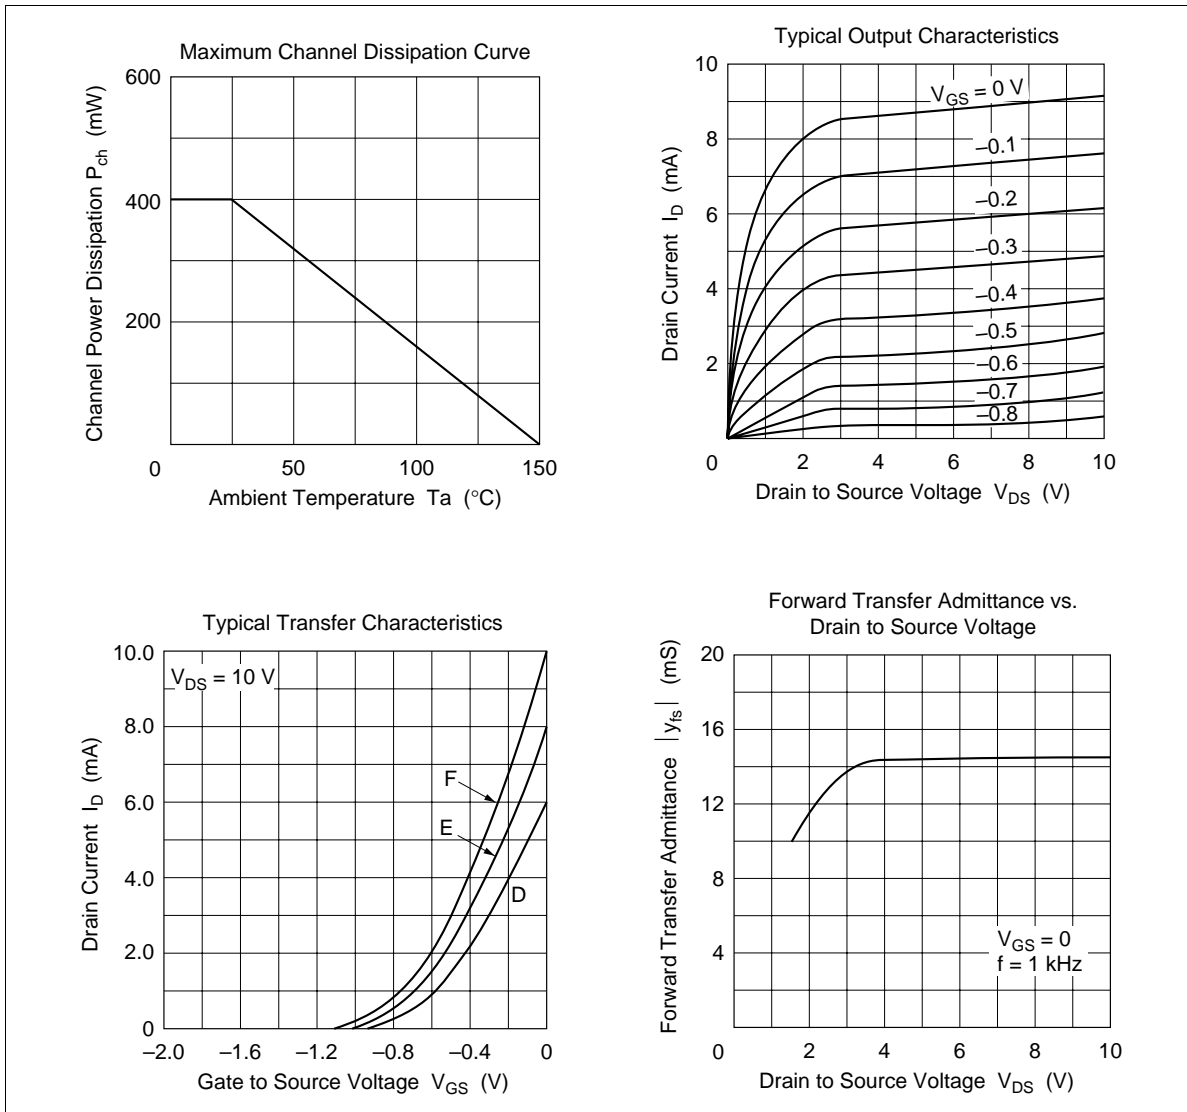 Maximum Channel Dissipation Curve
Channel Power Dissipation P_ch (mW)
600
400
200
0
50
100
150
Ambient Temperature Ta (°C)
Typical Output Characteristics
Drain Current I_D (mA)
10
8
6
4
2
0
V_GS = 0 V
–0.1
–0.2
–0.3
–0.4
–0.5
–0.6
–0.7
–0.8
2
4
6
8
10
Drain to Source Voltage V_DS (V)
Typical Transfer Characteristics
Drain Current I_D (mA)
10.0
8.0
6.0
4.0
2.0
0
V_DS = 10 V
F
E
D
–2.0
–1.6
–1.2
–0.8
–0.4
0
Gate to Source Voltage V_GS (V)
Forward Transfer Admittance vs.
Drain to Source Voltage
Forward Transfer Admittance |y_fs| (mS)
20
16
12
8
4
0
V_GS = 0
f = 1 kHz
2
4
6
8
10
Drain to Source Voltage V_DS (V)